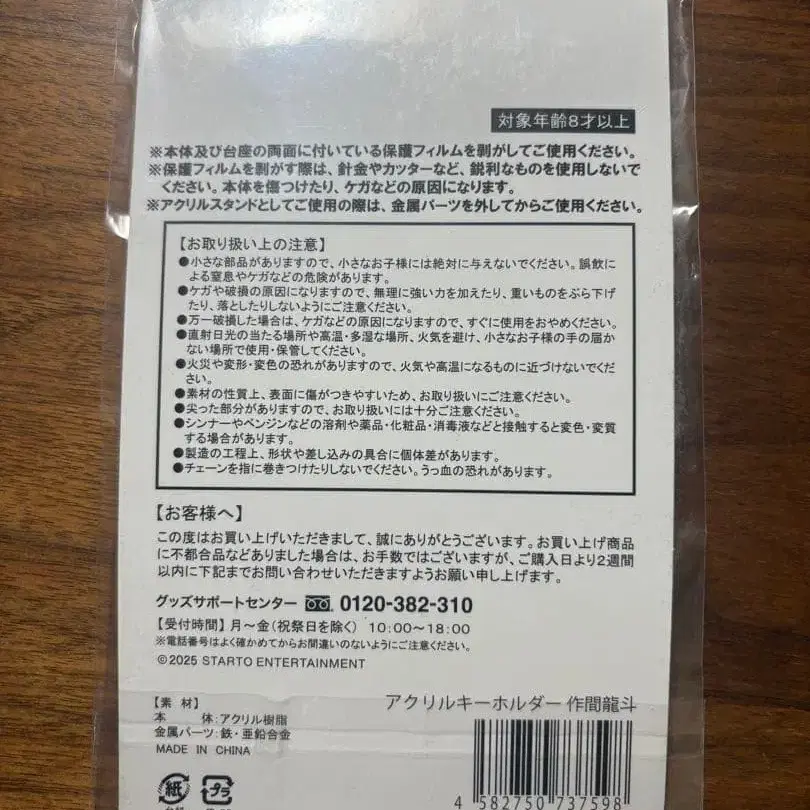 対象年齢8才以上
※本体及び台座の両面に付いている保護フィルムを剥がしてご使用ください。
※保護フィルムを剥がす際は、針金やカッターなど、鋭利なものを使用しないで
ください。本体を傷つけたり、ケガなどの原因になります。
※アクリルスタンドとしてご使用の際は、金属パーツを外してからご使用ください。
【お取り扱い上の注意】
●小さな部品がありますので、小さなお子様には絶対に与えないでください。誤飲に
よる窒息やケガなどの危険があります。
●ケガや破損の原因になりますので、無理に強い力を加えたり、重いものをぶら下げ
たり、落としたりしないようにご注意ください。
●万一破損した場合は、ケガなどの原因になりますので、すぐに使用をおやめください。
●直射日光の当たる場所や高温・多湿な場所、火気を避け、小さなお子様の手の届か
ない場所で使用・保管してください。
●火災や変形・変色の恐れがありますので、火気や高温になるものに近づけないでくだ
さい。
●素材の性質上、表面に傷がつきやすいため、お取り扱いにご注意ください。
●尖った部分がありますので、お取り扱いには十分ご注意ください。
●シンナーやベンジンなどの溶剤や薬品・化粧品・消毒液などと接触すると変色・変質
する場合があります。
●製造の工程上、形状や差し込みの具合に個体差があります。
●チェーンを指に巻きつけたりしないでください。うっ血の恐れがあります。
【お客様へ】
この度はお買い上げいただきまして、誠にありがとうございます。お買い上げ商品
に不都合品などありました場合は、お手数ではございますが、ご購入日より2週間
以内に下記までお問い合わせいただきますようお願い申し上げます。
グッズサポートセンター 0120-382-310
【受付時間】月〜金(祝祭日を除く) 10:00〜18:00
※電話番号はよく確かめてからお間違いのないようにご注意ください。
©2025 STARTO ENTERTAINMENT
アクリルキーホルダー 作間龍斗
【素 材】
本 体:アクリル樹脂
金属パーツ:鉄・亜鉛合金
MADE IN CHINA
紙 プラ
4 582750 737598